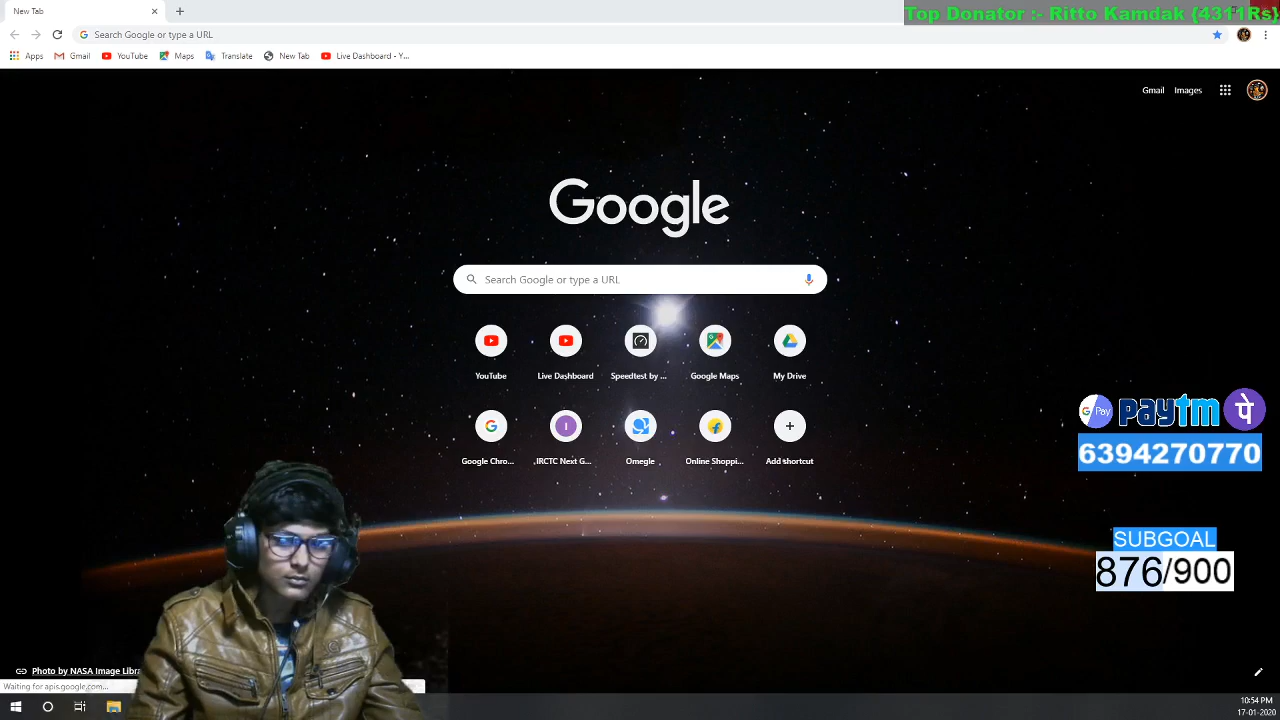 New Tab
Top Donator :- Ritto Kamdak {4311Rs}
Search Google or type a URL
Apps Gmail YouTube Maps Translate New Tab Live Dashboard - Y...
Gmail Images
Google
Search Google or type a URL
YouTube Live Dashboard Speedtest by ... Google Maps My Drive
Google Chro... IRCTC Next G... Omegle Online Shoppi... Add shortcut
G Pay paytm पे
6394270770
SUBGOAL
876/900
Photo by NASA Image Libra
Waiting for apis.google.com...
10:54 PM
17-01-2020